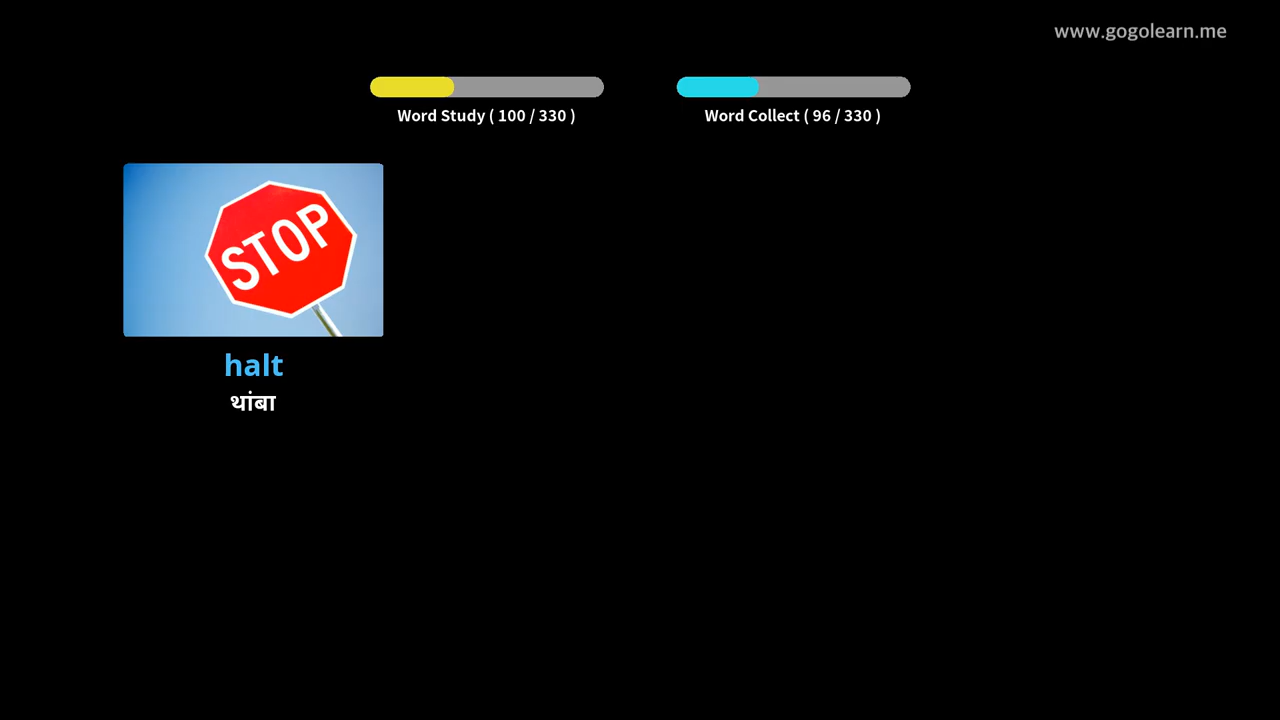 www.gogolearn.me
Word Study ( 100 / 330 )
Word Collect ( 96 / 330 )
STOP
halt
थांबा